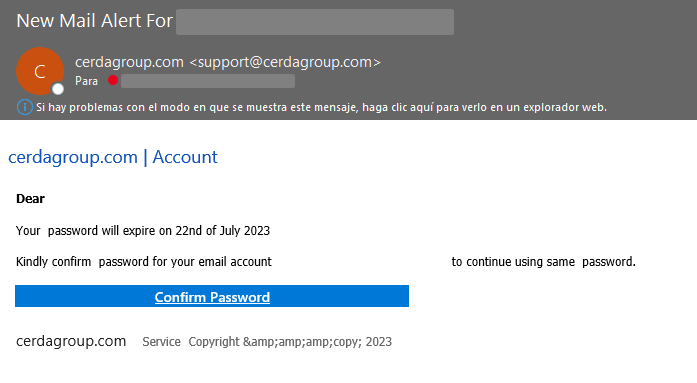 New Mail Alert For
C
cerdagroup.com <support@cerdagroup.com>
Para
Si hay problemas con el modo en que se muestra este mensaje, haga clic aquí para verlo en un explorador web.
cerdagroup.com | Account
Dear
Your password will expire on 22nd of July 2023
Kindly confirm password for your email account to continue using same password.
Confirm Password
cerdagroup.com Service Copyright &amp;amp;amp;copy; 2023